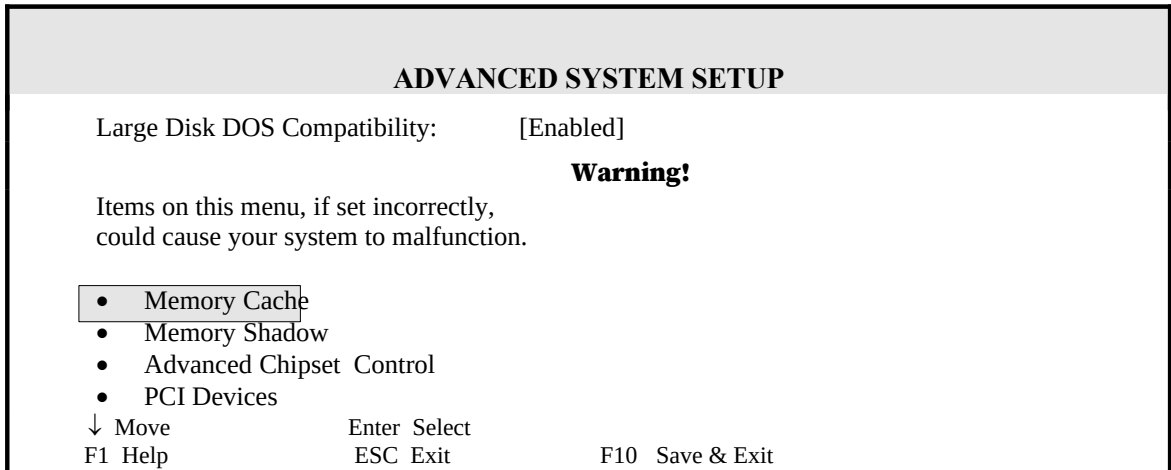 ADVANCED SYSTEM SETUP
Large Disk DOS Compatibility: [Enabled]
Warning!
Items on this menu, if set incorrectly,
could cause your system to malfunction.
• Memory Cache
• Memory Shadow
• Advanced Chipset Control
• PCI Devices
↓ Move Enter Select
F1 Help ESC Exit F10 Save & Exit